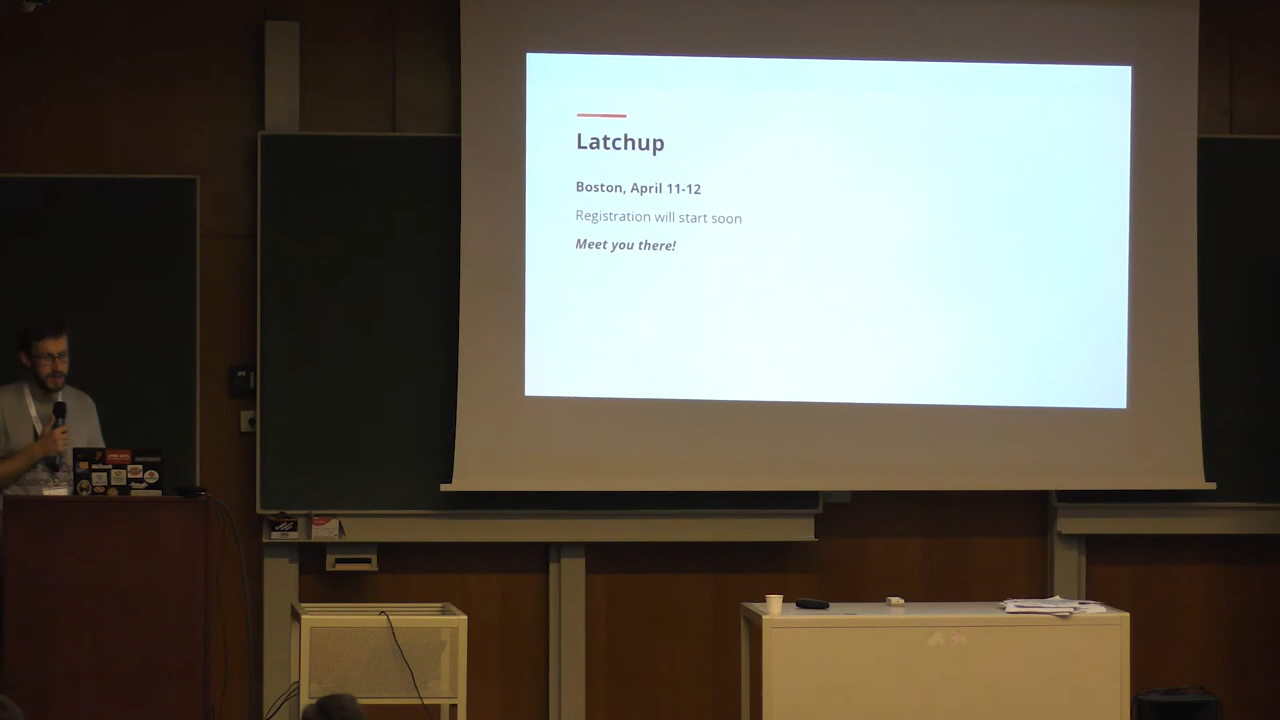 Latchup
Boston, April 11-12
Registration will start soon
Meet you there!